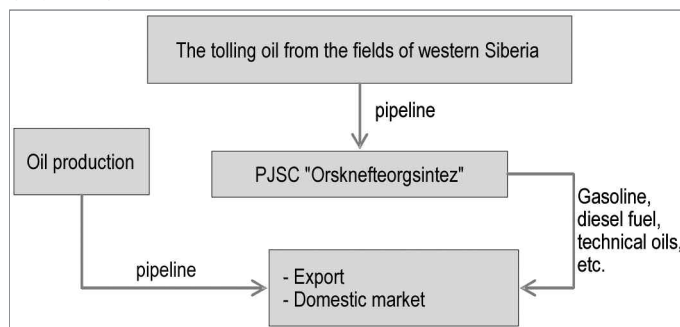 The tolling oil from the fields of western Siberia
pipeline
Oil production
PJSC "Orsknefteorgsintez"
Gasoline,
diesel fuel,
technical oils,
etc.
pipeline
- Export
- Domestic market